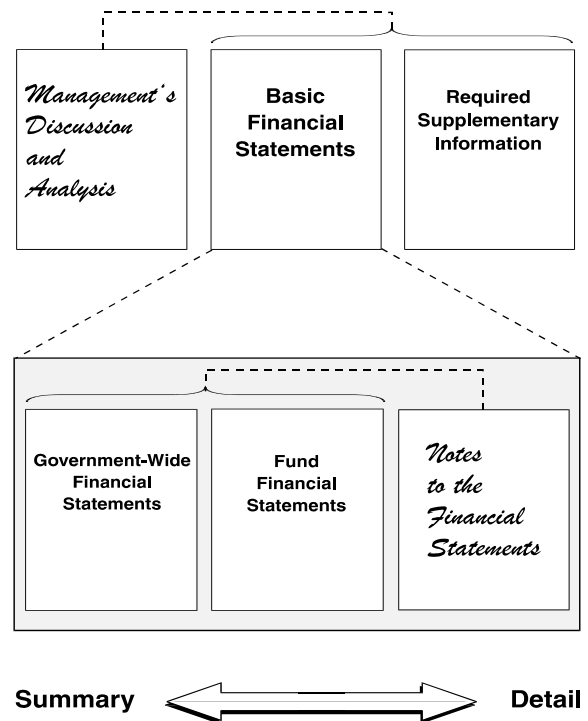 Management's
Discussion
and
Analysis
Basic
Financial
Statements
Required
Supplementary
Information
Government-Wide
Financial
Statements
Fund
Financial
Statements
Notes
to the
Financial
Statements
Summary
Detail